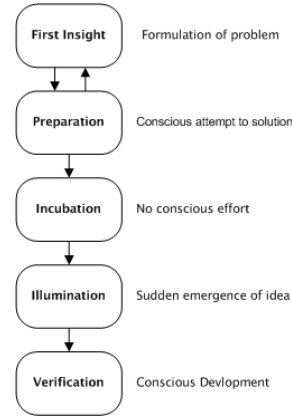 First Insight Formulation of problem
Preparation Conscious attempt to solution
Incubation No conscious effort
Illumination Sudden emergence of idea
Verification Conscious Devlopment